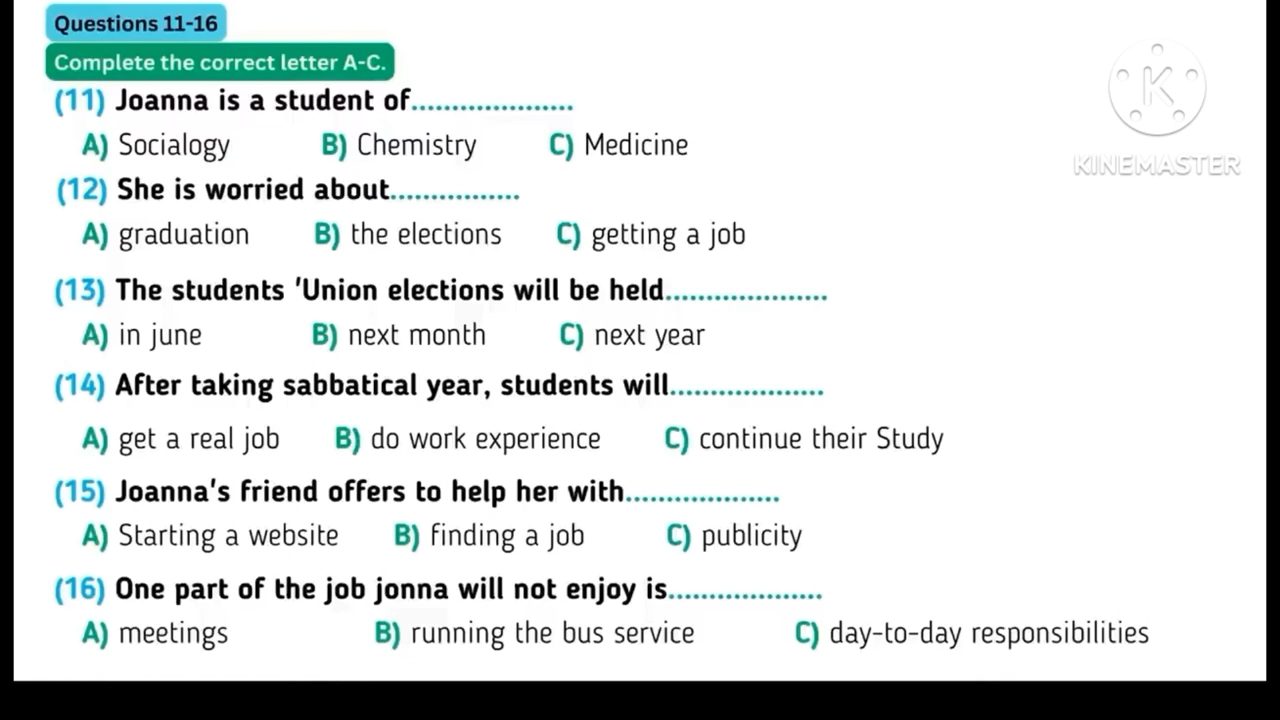 Questions 11-16
Complete the correct letter A-C.
(11) Joanna is a student of....................
A) Socialogy B) Chemistry C) Medicine
(12) She is worried about................
A) graduation B) the elections C) getting a job
(13) The students 'Union elections will be held....................
A) in june B) next month C) next year
(14) After taking sabbatical year, students will...................
A) get a real job B) do work experience C) continue their Study
(15) Joanna's friend offers to help her with...................
A) Starting a website B) finding a job C) publicity
(16) One part of the job jonna will not enjoy is...................
A) meetings B) running the bus service C) day-to-day responsibilities
K
KINEMASTER